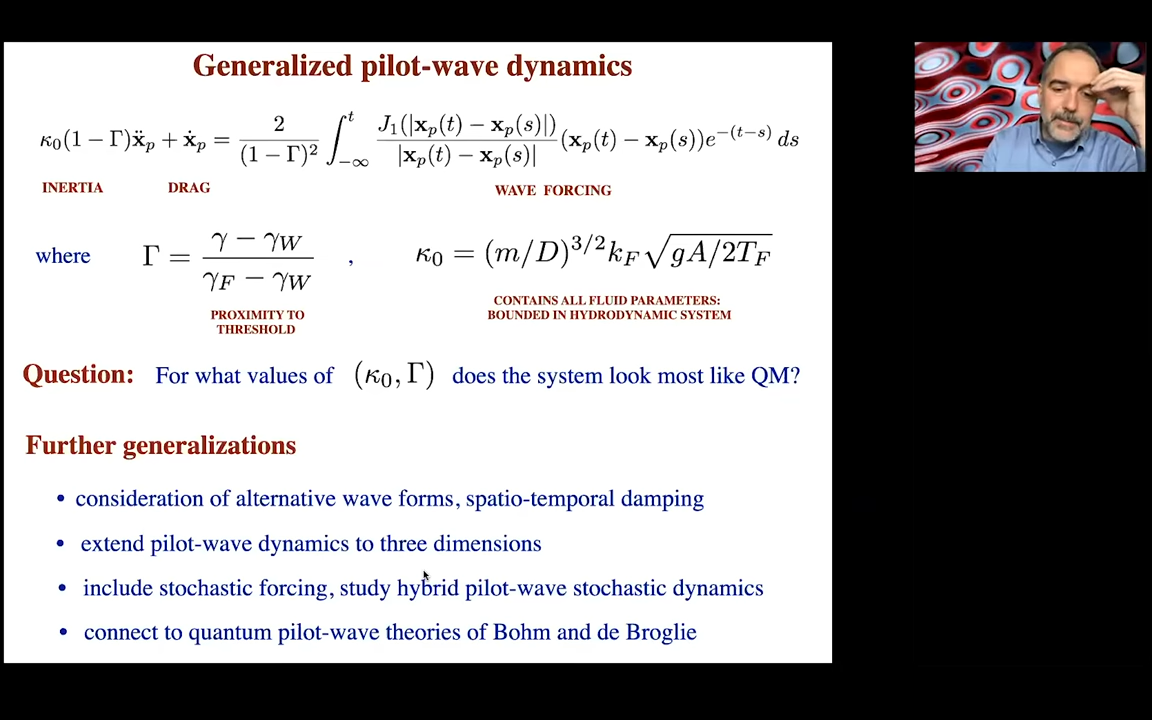 Generalized pilot-wave dynamics
κ₀(1 − Γ)ẍₚ + ẋₚ = 2/(1 − Γ)² ∫_{−∞}^{t} J₁(|xₚ(t) − xₚ(s)|)/|xₚ(t) − xₚ(s)| (xₚ(t) − xₚ(s))e^{−(t−s)} ds
INERTIA DRAG WAVE FORCING
where Γ = (γ − γ_W)/(γ_F − γ_W) , κ₀ = (m/D)^{3/2} k_F √(gA/2T_F)
PROXIMITY TO
THRESHOLD
CONTAINS ALL FLUID PARAMETERS:
BOUNDED IN HYDRODYNAMIC SYSTEM
Question: For what values of (κ₀, Γ) does the system look most like QM?
Further generalizations
• consideration of alternative wave forms, spatio-temporal damping
• extend pilot-wave dynamics to three dimensions
• include stochastic forcing, study hybrid pilot-wave stochastic dynamics
• connect to quantum pilot-wave theories of Bohm and de Broglie